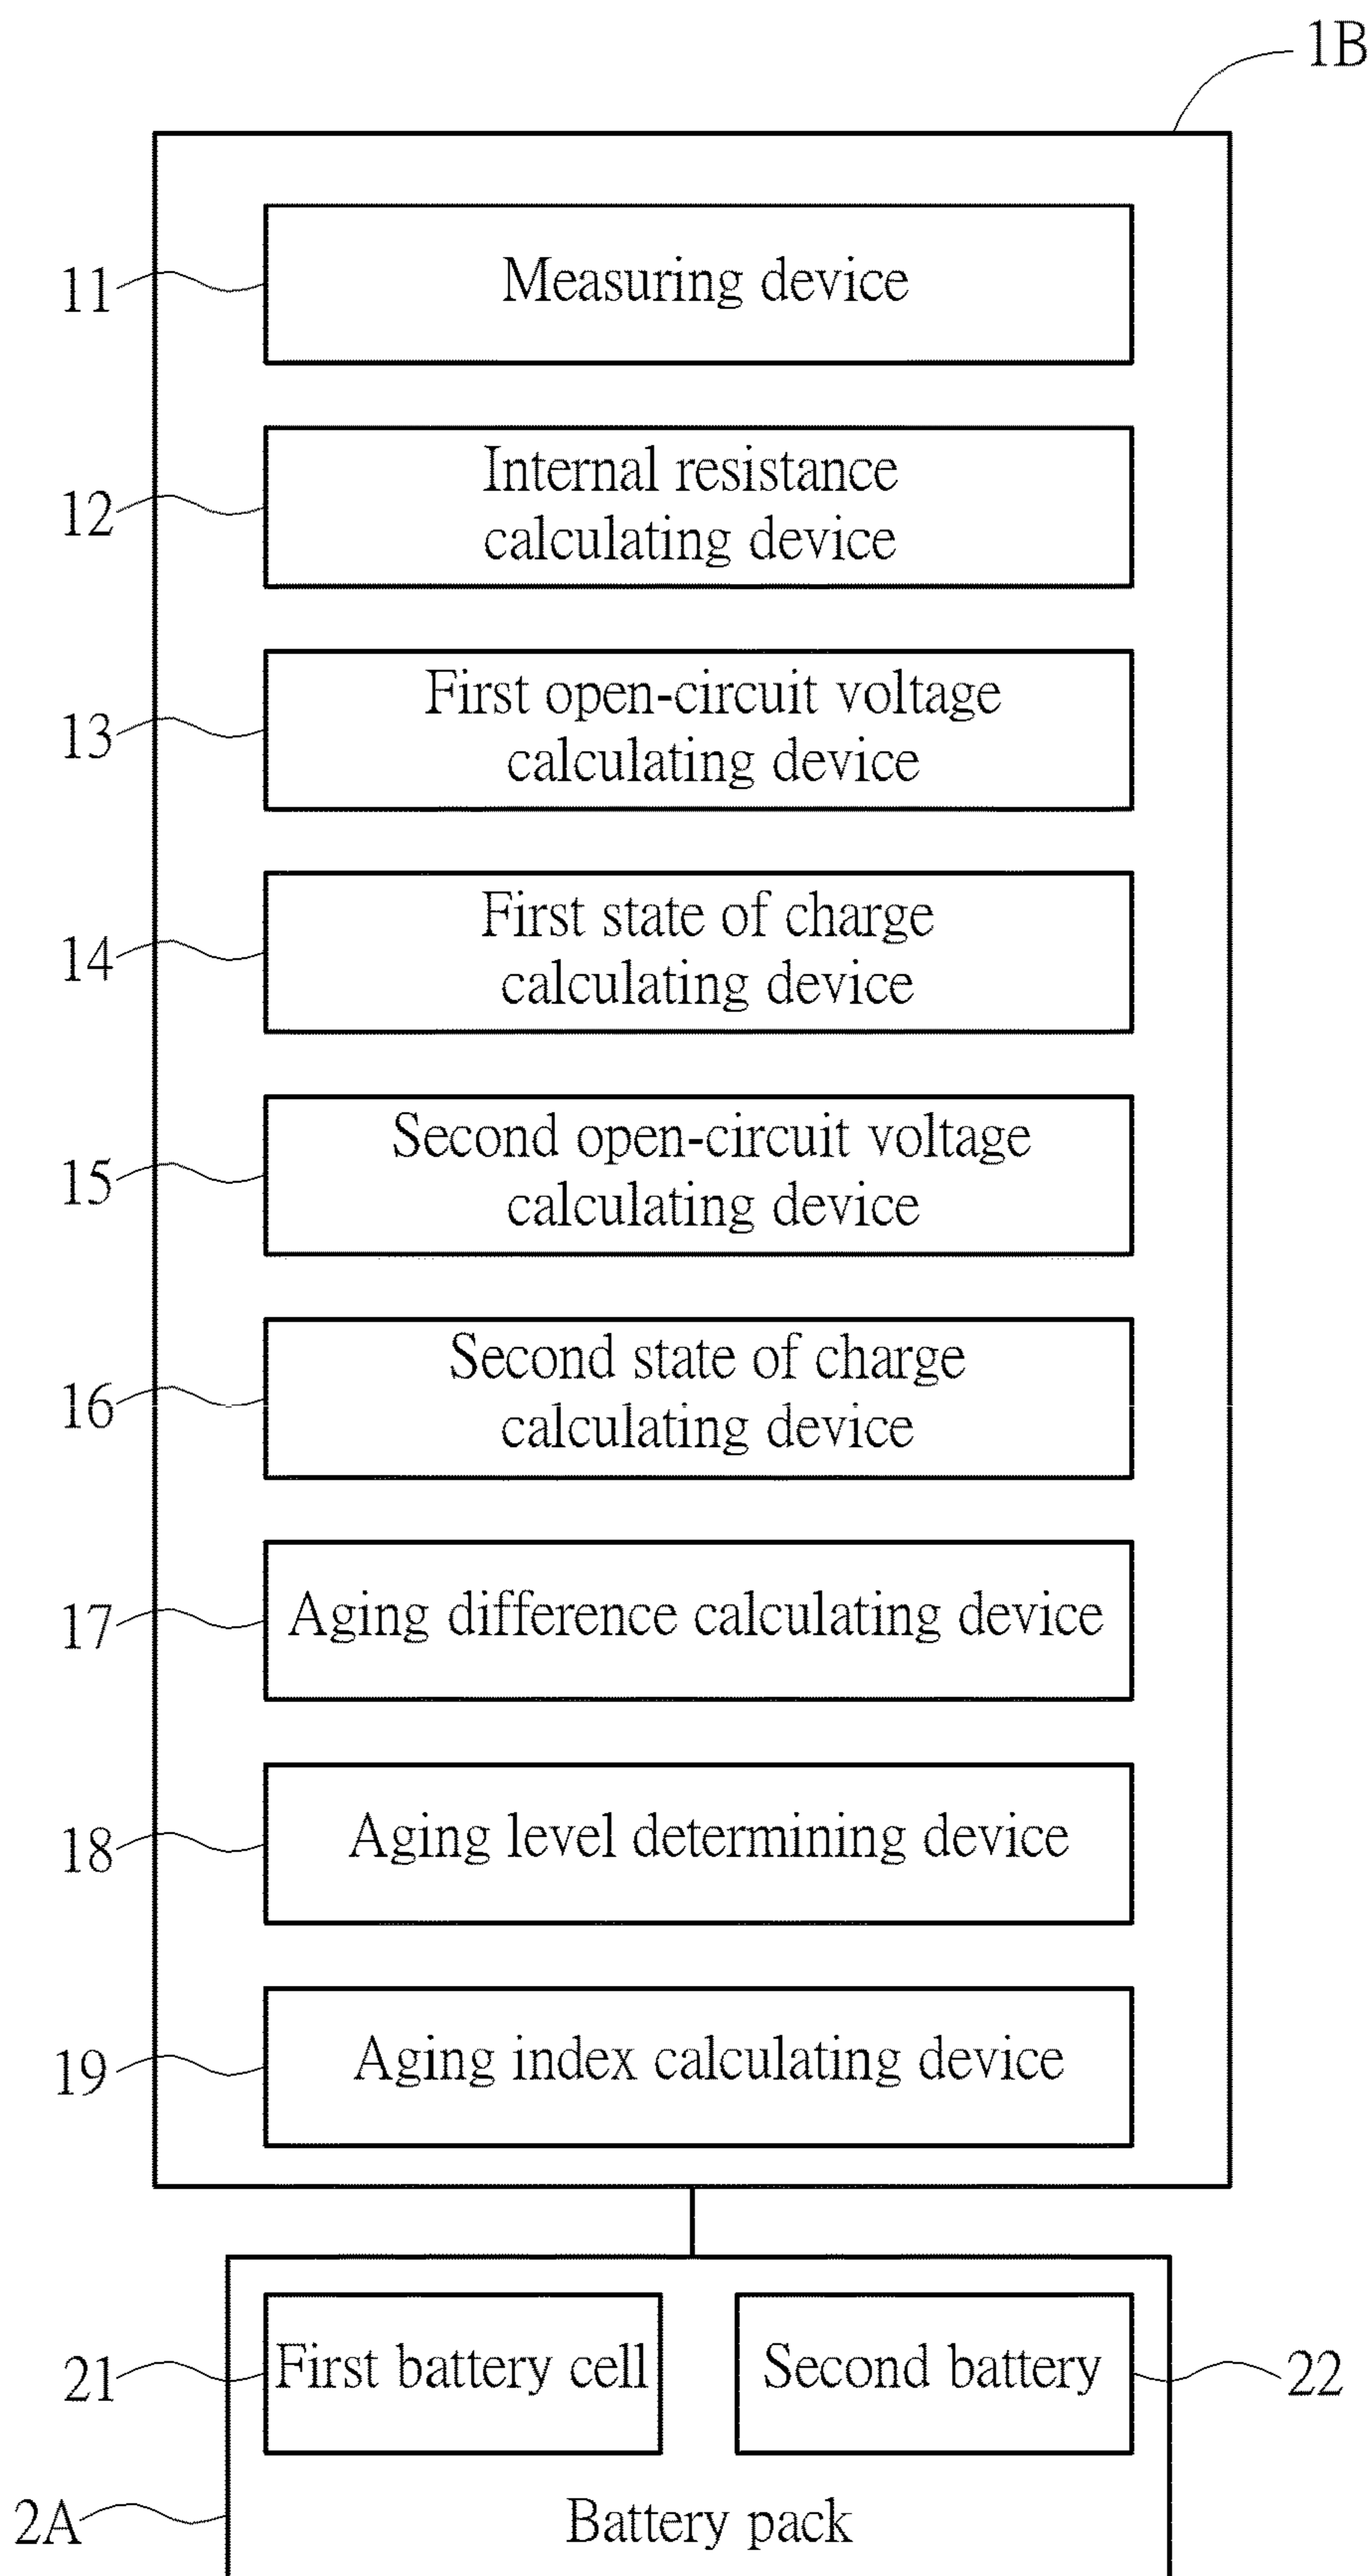 1B
11
Measuring device
12
Internal resistance
calculating device
13
First open-circuit voltage
calculating device
14
First state of charge
calculating device
15
Second open-circuit voltage
calculating device
16
Second state of charge
calculating device
17
Aging difference calculating device
18
Aging level determining device
19
Aging index calculating device
21
First battery cell
Second battery
22
2A
Battery pack